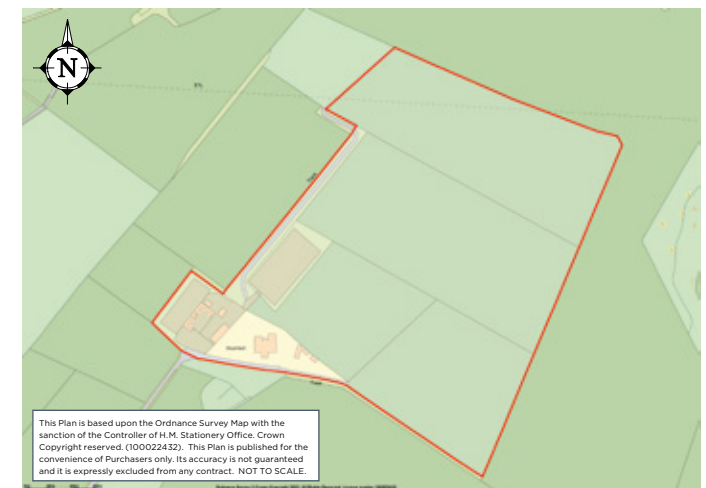 N
Track
This Plan is based upon the Ordnance Survey Map with the
sanction of the Controller of H.M. Stationery Office. Crown
Copyright reserved. (100022432). This Plan is published for the
convenience of Purchasers only. Its accuracy is not guaranteed
and it is expressly excluded from any contract. NOT TO SCALE.